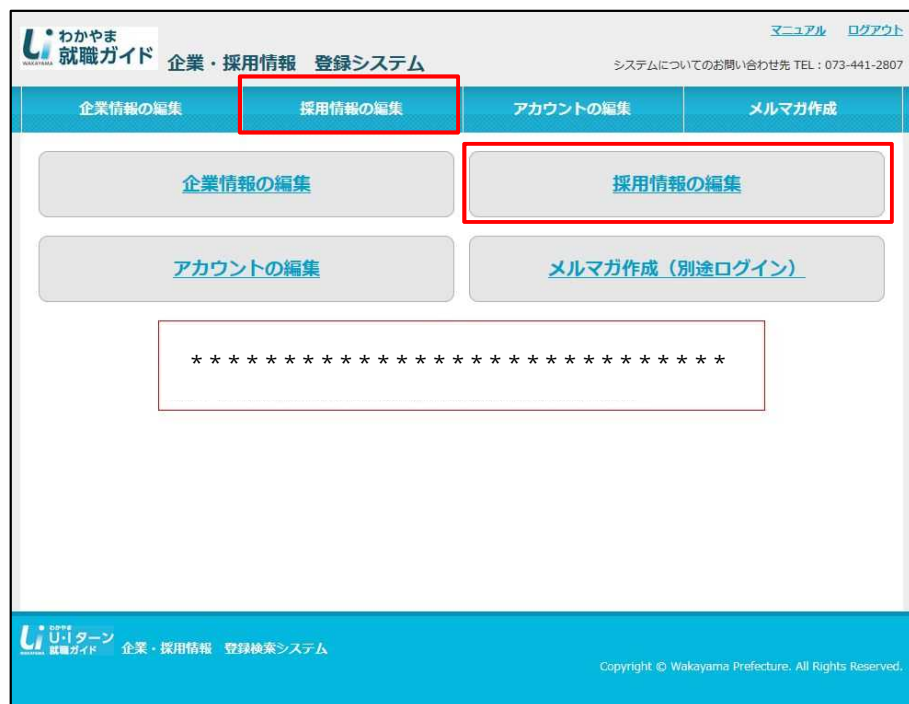 マニュアル ログアウト
わかやま
就職ガイド 企業・採用情報 登録システム
WAKAYAMA
システムについてのお問い合わせ先 TEL：073-441-2807
企業情報の編集 採用情報の編集 アカウントの編集 メルマガ作成
企業情報の編集 採用情報の編集
アカウントの編集 メルマガ作成（別途ログイン）
* * * * * * * * * * * * * * * * * * * * * * * * * * * * *
わかやま
U・Iターン
就職ガイド 企業・採用情報 登録検索システム
WAKAYAMA
Copyright © Wakayama Prefecture. All Rights Reserved.